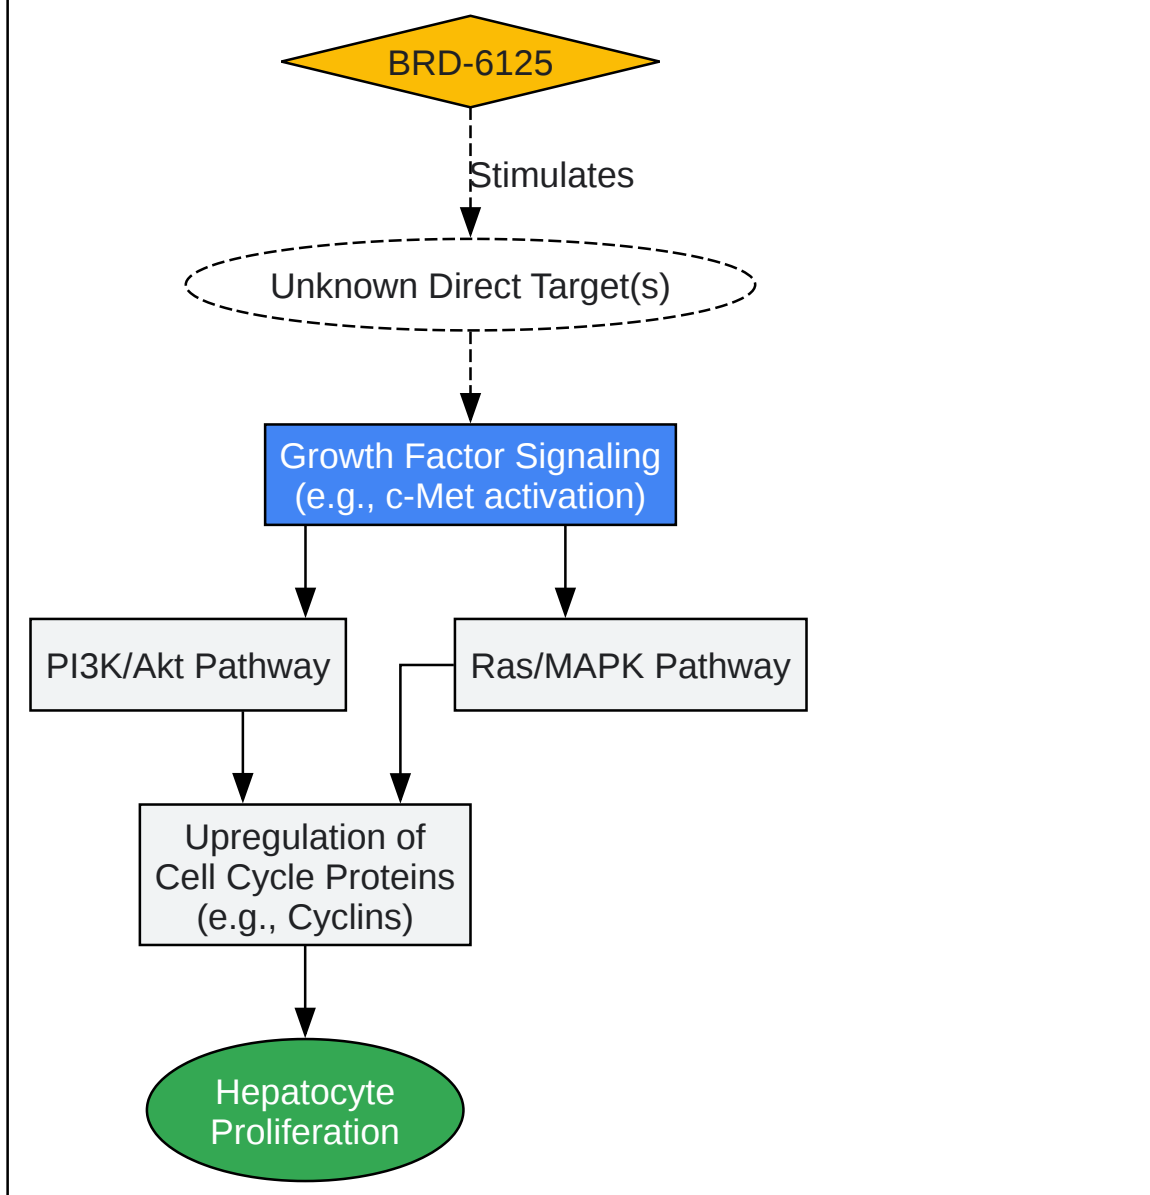 BRD-6125
Stimulates
Unknown Direct Target(s)
Growth Factor Signaling
(e.g., c-Met activation)
PI3K/Akt Pathway
Ras/MAPK Pathway
Upregulation of
Cell Cycle Proteins
(e.g., Cyclins)
Hepatocyte
Proliferation